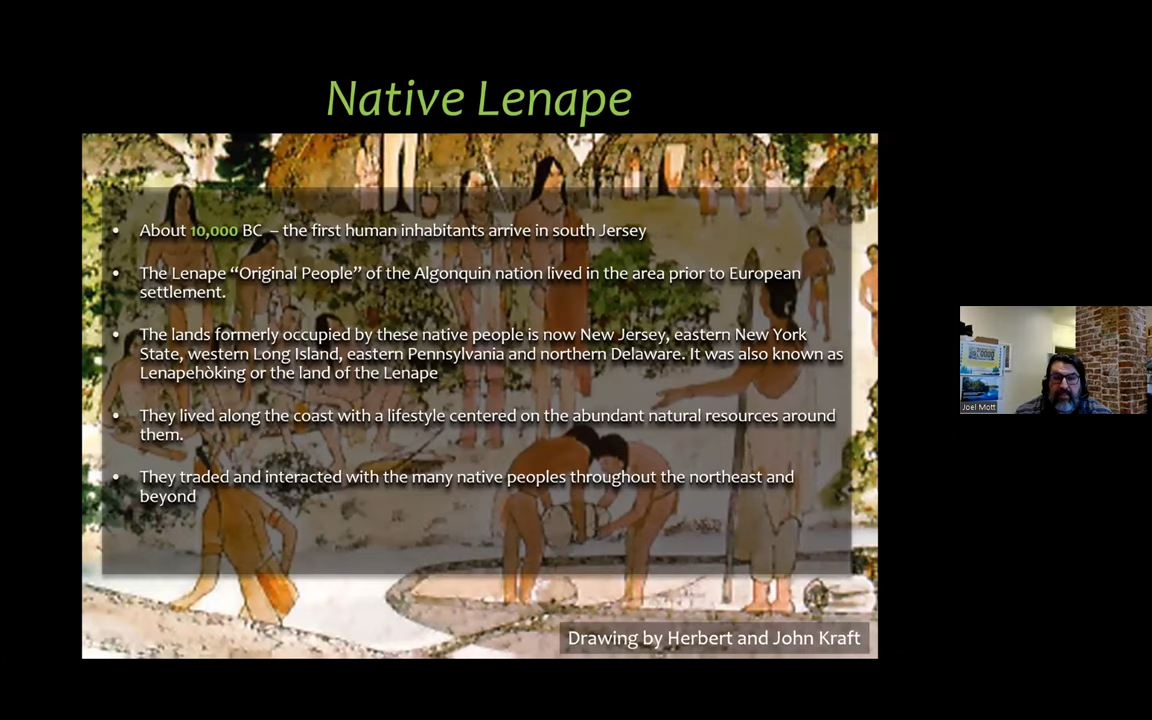 Native Lenape
• About 10,000 BC – the first human inhabitants arrive in south Jersey
• The Lenape “Original People” of the Algonquin nation lived in the area prior to European
settlement.
• The lands formerly occupied by these native people is now New Jersey, eastern New York
State, western Long Island, eastern Pennsylvania and northern Delaware. It was also known as
Lenapehòking or the land of the Lenape
• They lived along the coast with a lifestyle centered on the abundant natural resources around
them.
• They traded and interacted with the many native peoples throughout the northeast and
beyond
Drawing by Herbert and John Kraft
Joel Mott